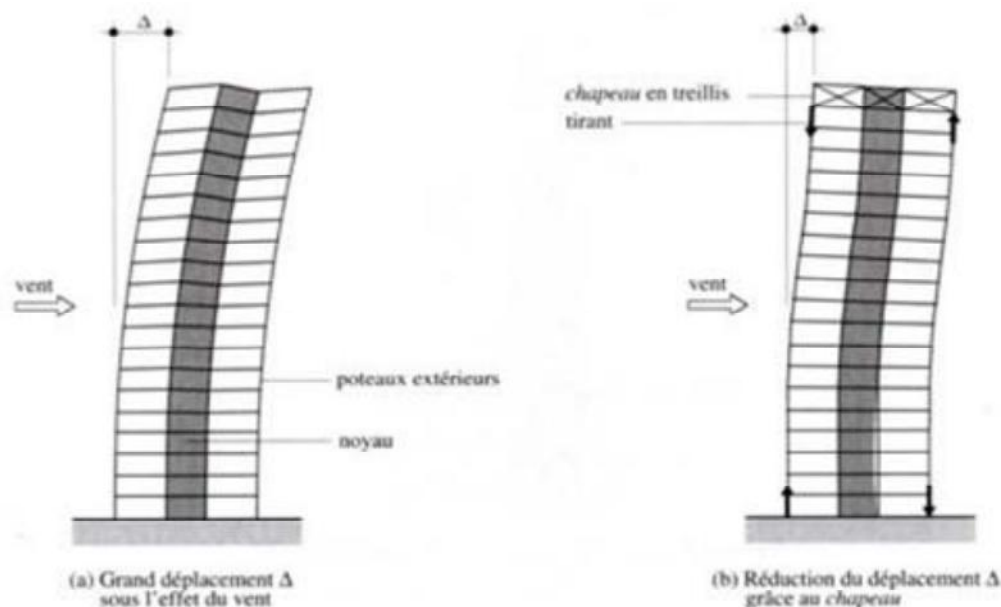 Δ
vent
poteaux extérieurs
noyau
(a) Grand déplacement Δ
sous l'effet du vent
Δ
chapeau en treillis
tirant
vent
(b) Réduction du déplacement Δ
grâce au chapeau